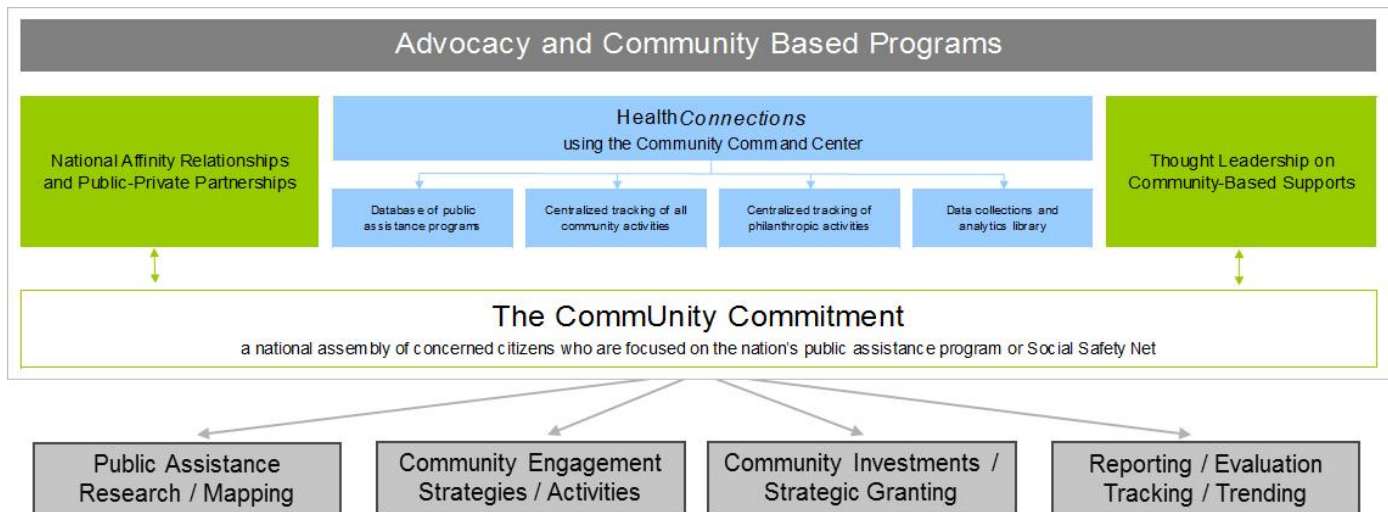 Advocacy and Community Based Programs
National Affinity Relationships
and Public-Private Partnerships
HealthConnections
using the Community Command Center
Database of public
assistance programs
Centralized tracking of all
community activities
Centralized tracking of
philanthropic activities
Data collections and
analytics library
Thought Leadership on
Community-Based Supports
The CommUnity Commitment
a national assembly of concerned citizens who are focused on the nation's public assistance program or Social Safety Net
Public Assistance
Research / Mapping
Community Engagement
Strategies / Activities
Community Investments /
Strategic Granting
Reporting / Evaluation
Tracking / Trending